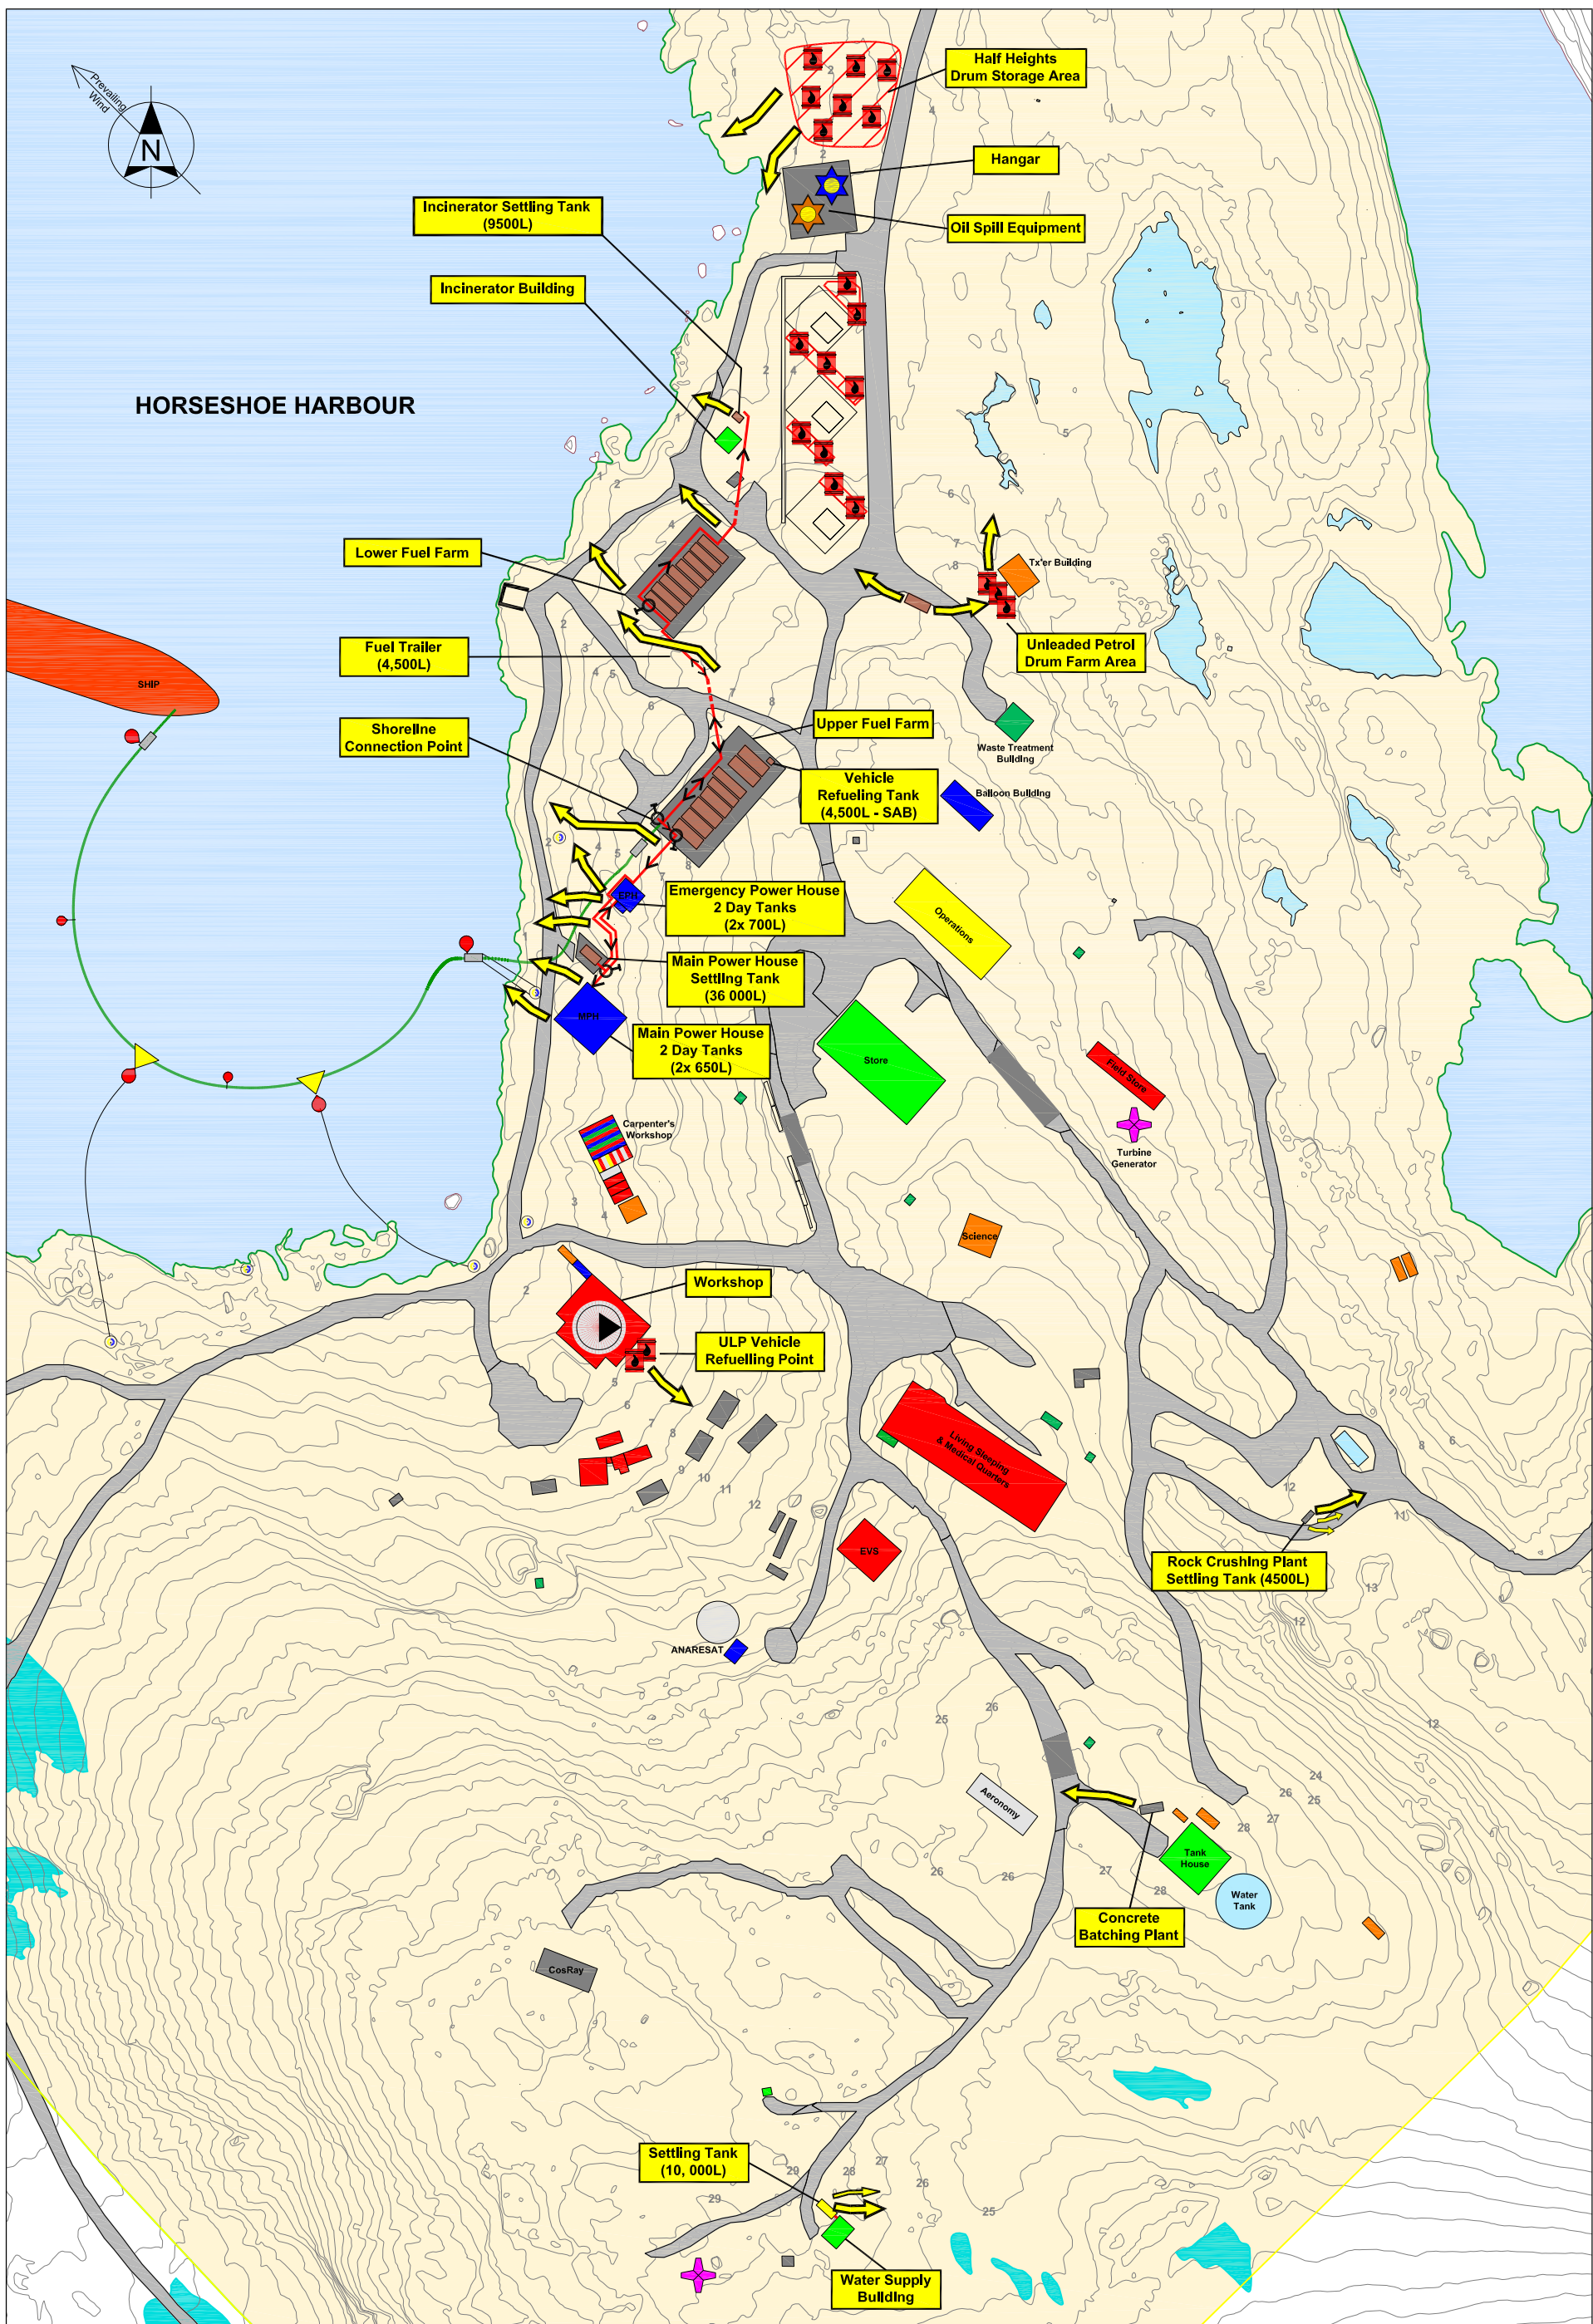 Prevailing
Wind
N
Half Heights
Drum Storage Area
Hangar
Incinerator Settling Tank
(9500L)
Oil Spill Equipment
Incinerator Building
HORSESHOE HARBOUR
Lower Fuel Farm
Tx'er Building
Fuel Trailer
(4,500L)
Unleaded Petrol
Drum Farm Area
SHIP
Shoreline
Connection Point
Upper Fuel Farm
Waste Treatment
Building
Vehicle
Refueling Tank
(4,500L - SAB)
Balloon Building
EPH
Emergency Power House
2 Day Tanks
(2x 700L)
Operations
Main Power House
Settling Tank
(36 000L)
MPH
Main Power House
2 Day Tanks
(2x 650L)
Store
Field Store
Carpenter's
Workshop
Turbine
Generator
Science
Workshop
ULP Vehicle
Refuelling Point
Living Sleeping
& Medical Quarters
EVS
Rock Crushing Plant
Settling Tank (4500L)
ANARESAT
Aeronomy
Tank
House
Water
Tank
Concrete
Batching Plant
CosRay
Settling Tank
(10, 000L)
Water Supply
Building